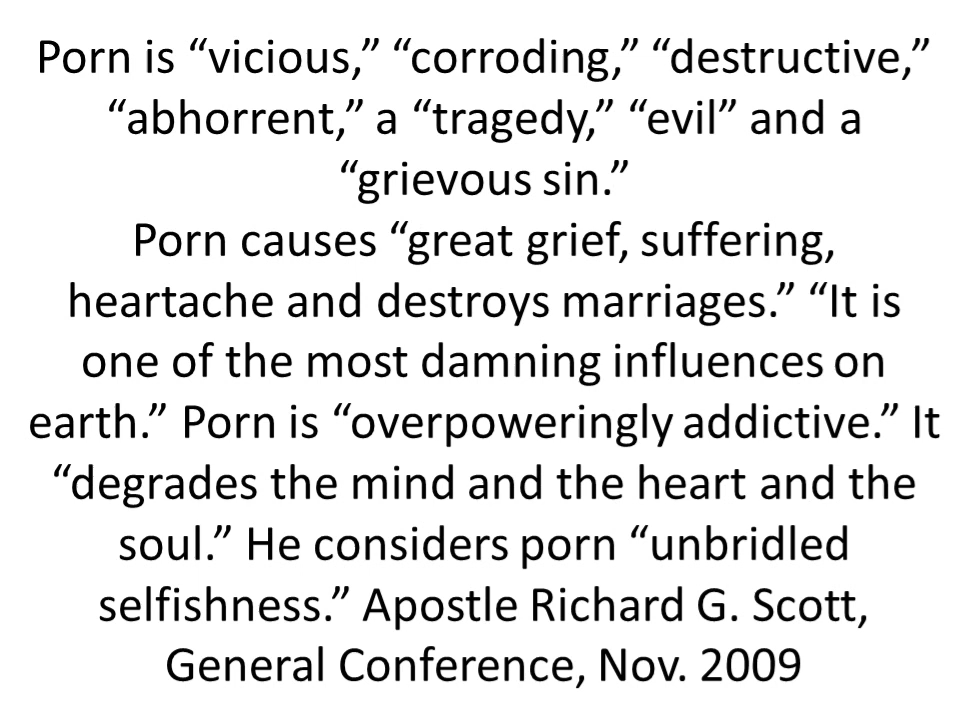 Porn is “vicious,” “corroding,” “destructive,”
“abhorrent,” a “tragedy,” “evil” and a
“grievous sin.”
Porn causes “great grief, suffering,
heartache and destroys marriages.” “It is
one of the most damning influences on
earth.” Porn is “overpoweringly addictive.” It
“degrades the mind and the heart and the
soul.” He considers porn “unbridled
selfishness.” Apostle Richard G. Scott,
General Conference, Nov. 2009